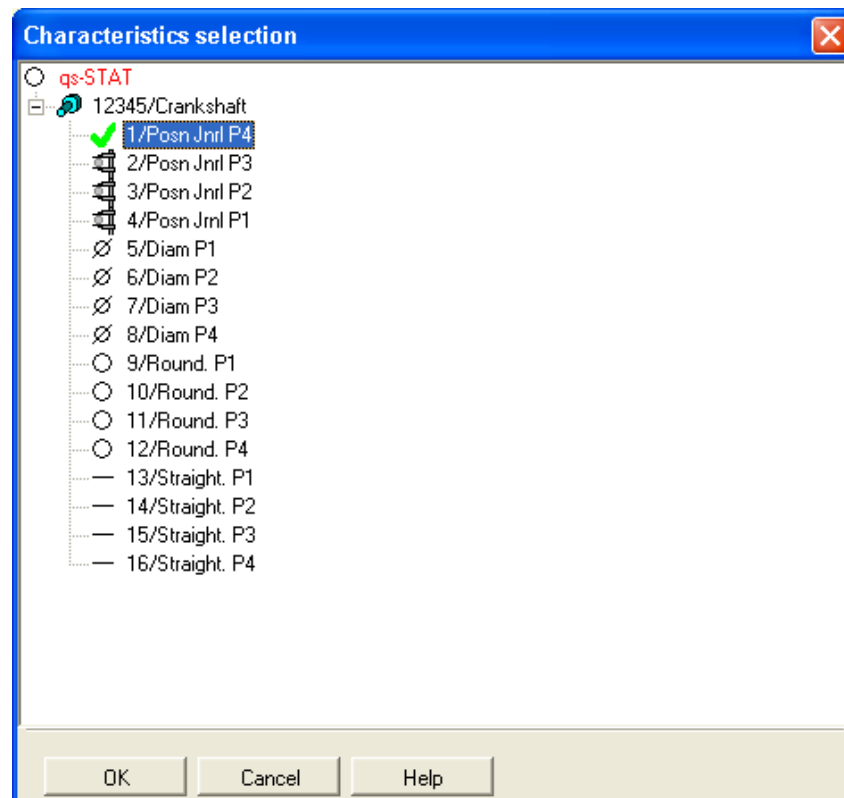 Characteristics selection
qs-STAT
12345/Crankshaft
1/Posn Jnrl P4
2/Posn Jnrl P3
3/Posn Jnrl P2
4/Posn Jrnl P1
5/Diam P1
6/Diam P2
7/Diam P3
8/Diam P4
9/Round. P1
10/Round. P2
11/Round. P3
12/Round. P4
13/Straight. P1
14/Straight. P2
15/Straight. P3
16/Straight. P4
OK Cancel Help